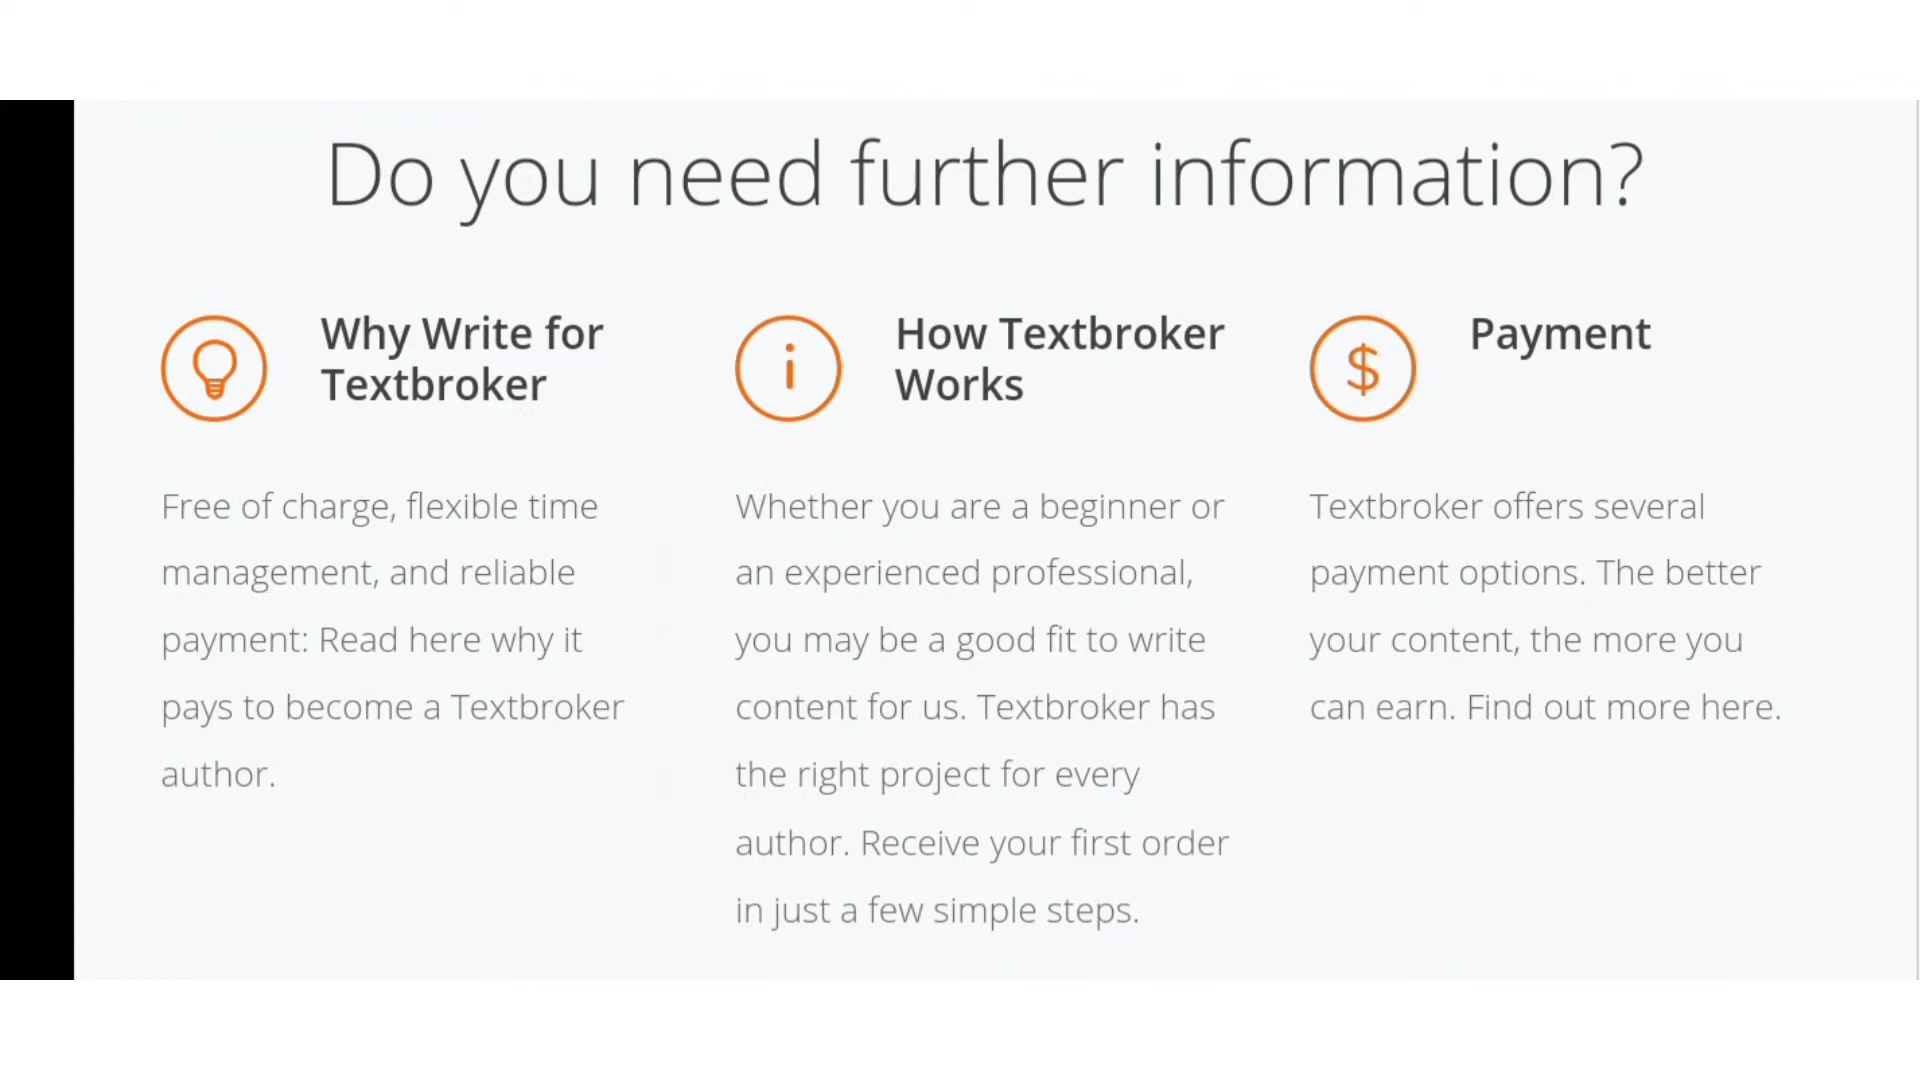 Do you need further information?
Why Write for
Textbroker
Free of charge, flexible time
management, and reliable
payment: Read here why it
pays to become a Textbroker
author.
How Textbroker
Works
Whether you are a beginner or
an experienced professional,
you may be a good fit to write
content for us. Textbroker has
the right project for every
author. Receive your first order
in just a few simple steps.
Payment
Textbroker offers several
payment options. The better
your content, the more you
can earn. Find out more here.